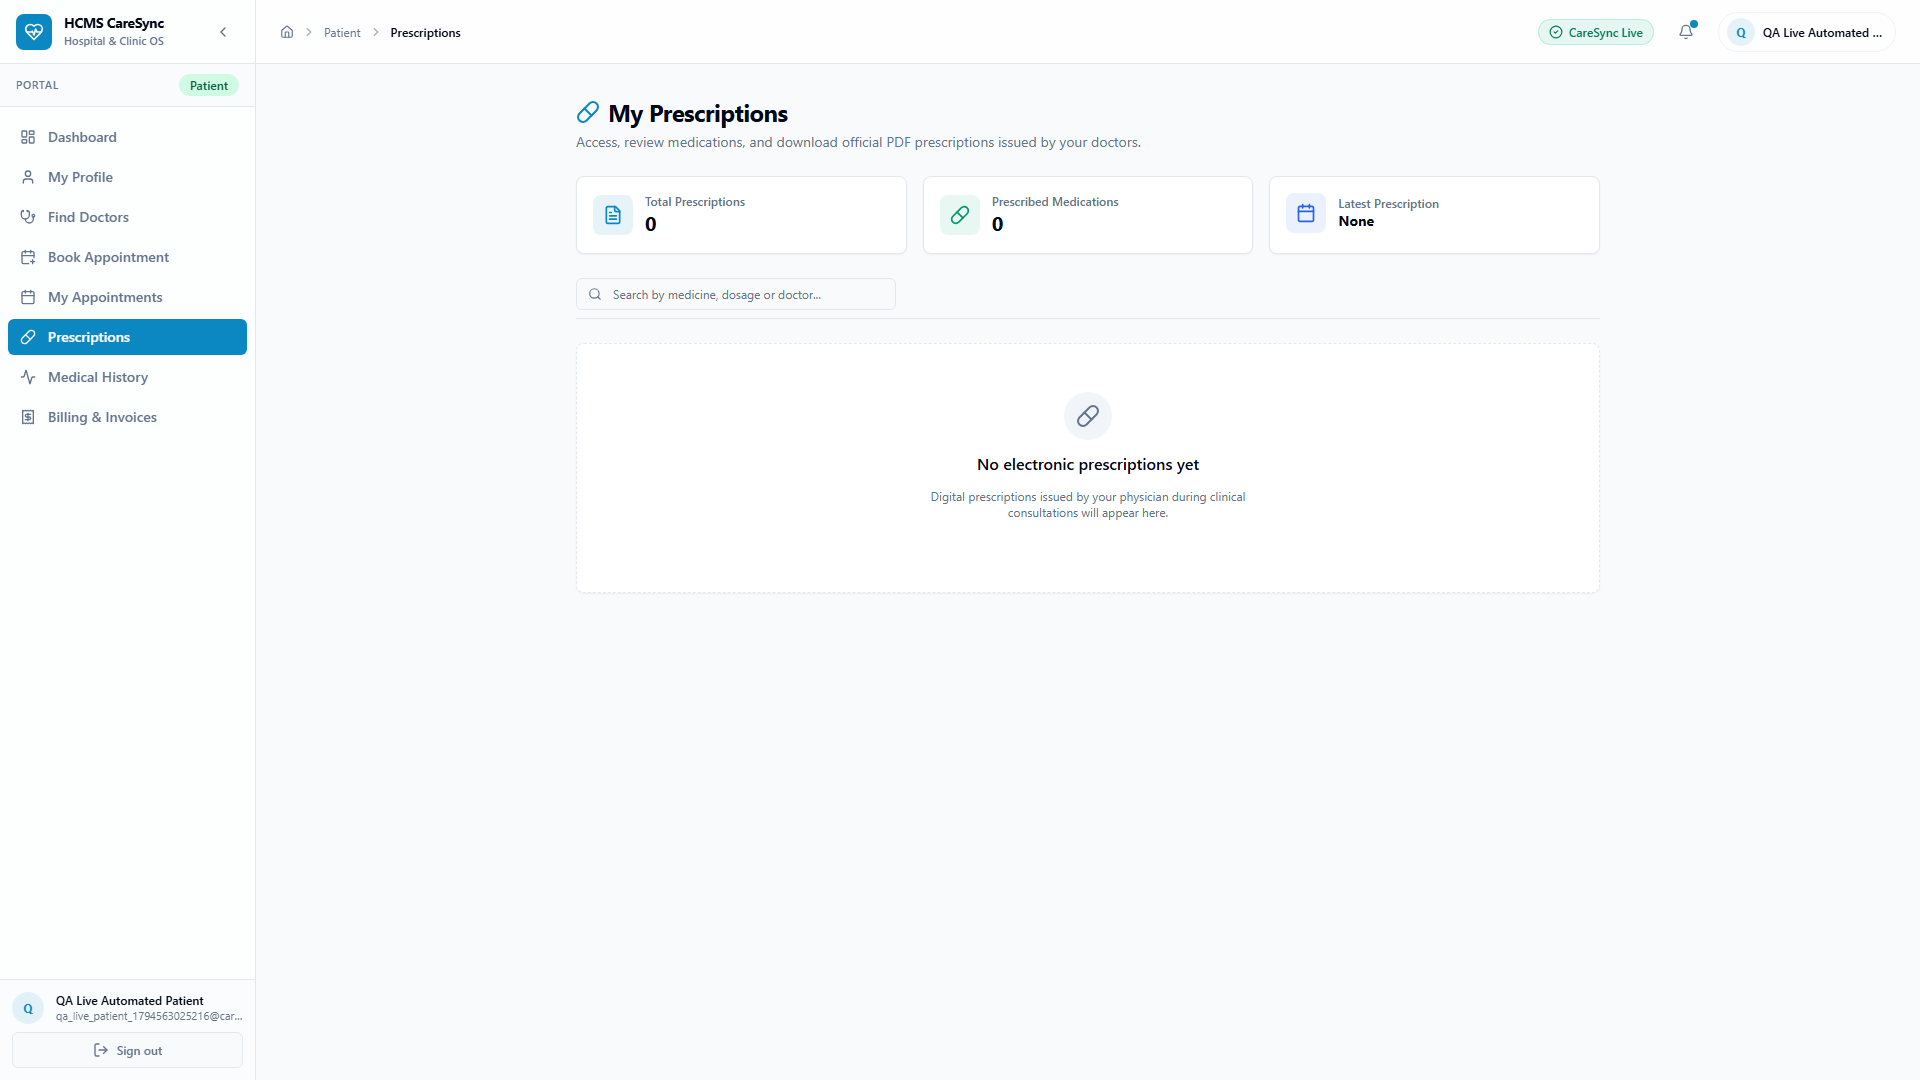 HCMS CareSync
Hospital & Clinic OS
PORTAL
Patient
Dashboard
My Profile
Find Doctors
Book Appointment
My Appointments
Prescriptions
Medical History
Billing & Invoices
Q
QA Live Automated Patient
qa_live_patient_1794563025216@car...
Sign out
Patient
Prescriptions
CareSync Live
Q
QA Live Automated ...
My Prescriptions
Access, review medications, and download official PDF prescriptions issued by your doctors.
Total Prescriptions
0
Prescribed Medications
0
Latest Prescription
None
Search by medicine, dosage or doctor...
No electronic prescriptions yet
Digital prescriptions issued by your physician during clinical
consultations will appear here.